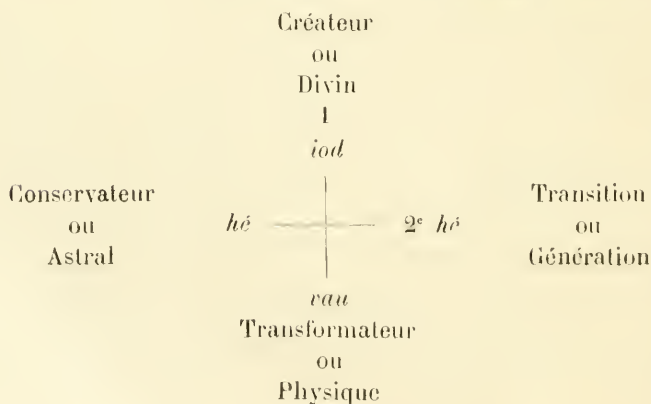 Créateur
ou
Divin
1
iod
Conservateur
ou
Astral
hé
2e hé
Transition
ou
Génération
vau
Transformateur
ou
Physique